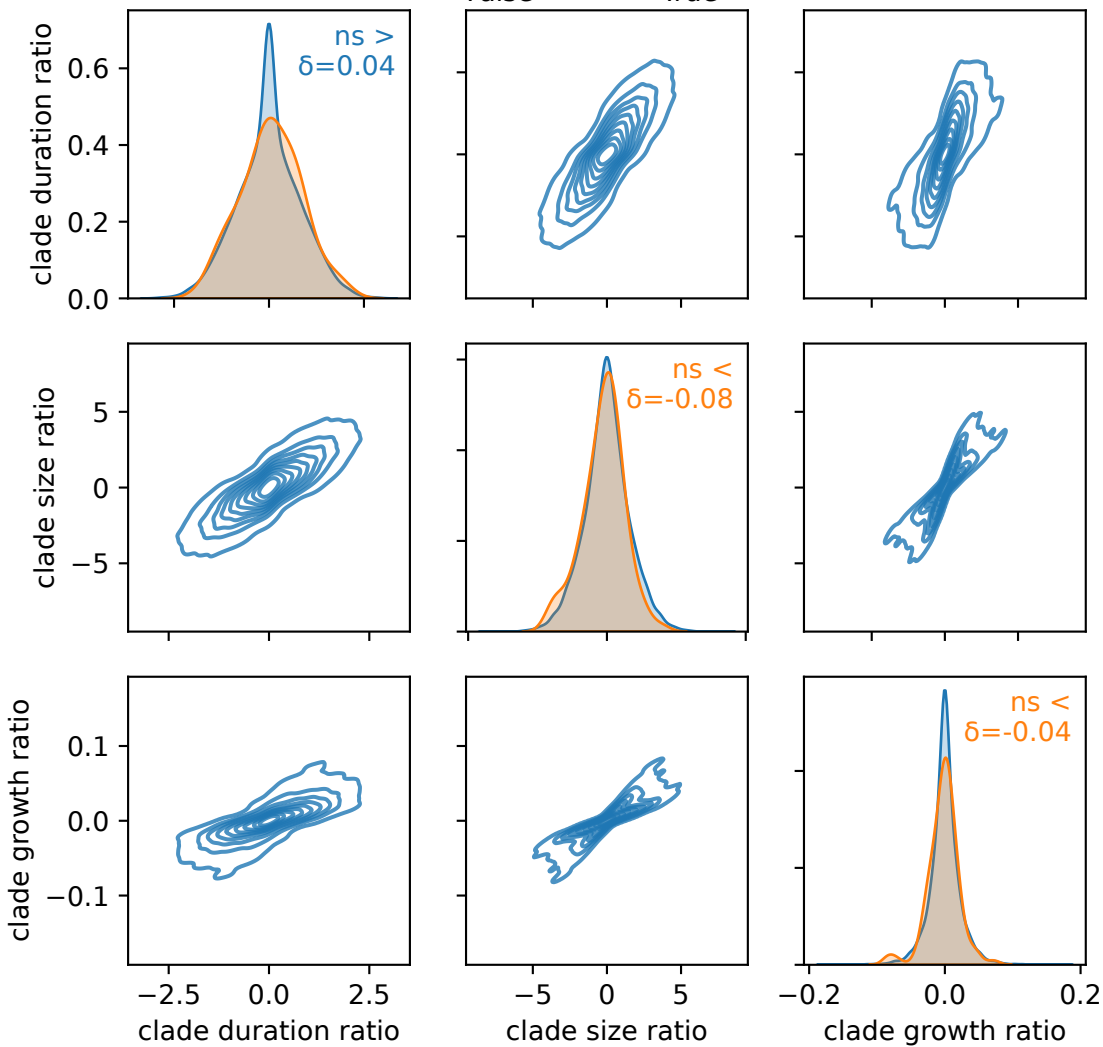 clade duration ratio
0.6
0.4
0.2
0.0
ns >
δ=0.04
−5
0
5
clade size ratio
5
0
−5
ns <
δ=-0.08
clade growth ratio
0.1
0.0
−0.1
ns <
δ=-0.04
−2.5
0.0
2.5
clade duration ratio
−5
0
5
clade size ratio
−0.2
0.0
0.2
clade growth ratio